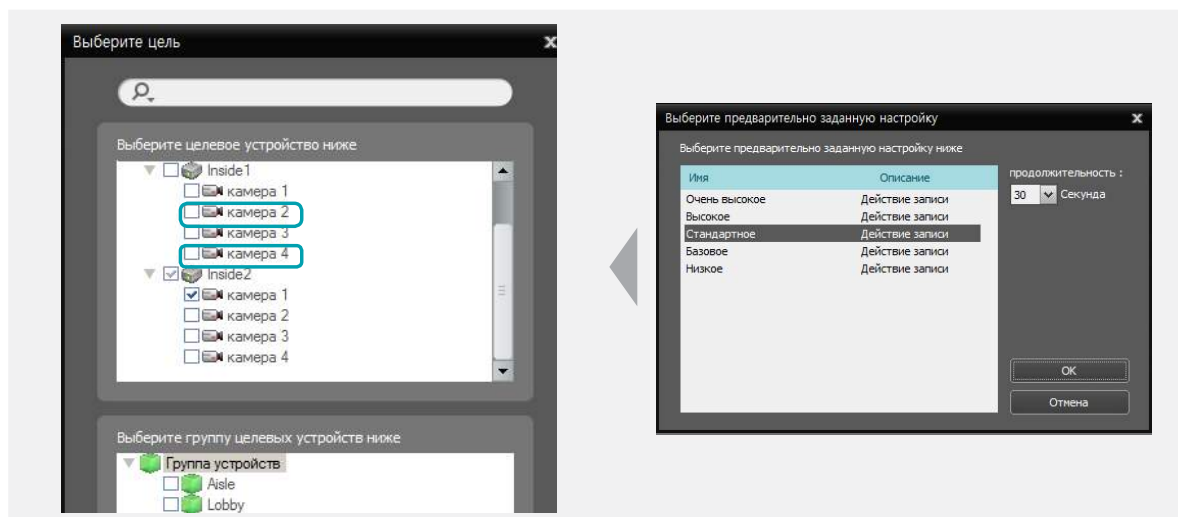 Выберите цель
Выберите целевое устройство ниже
Inside1
камера 1
камера 2
камера 3
камера 4
Inside2
камера 1
камера 2
камера 3
камера 4
Выберите группу целевых устройств ниже
Группа устройств
Aisle
Lobby
Выберите предварительно заданную настройку
Выберите предварительно заданную настройку ниже
Имя Описание
Очень высокое Действие записи
Высокое Действие записи
Стандартное Действие записи
Базовое Действие записи
Низкое Действие записи
продолжительность :
30 Секунда
OK
Отмена